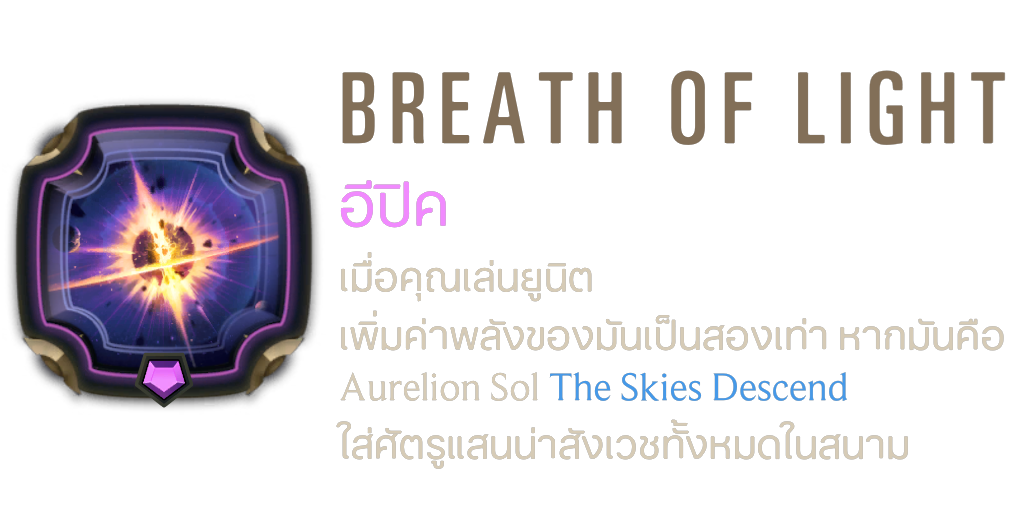 BREATH OF LIGHT
อีปิค
เมื่อคุณเล่นยูนิต
เพิ่มค่าพลังของมันเป็นสองเท่า หากมันคือ
Aurelion Sol The Skies Descend
ใส่ศัตรูแสนน่าสังเวชทั้งหมดในสนาม